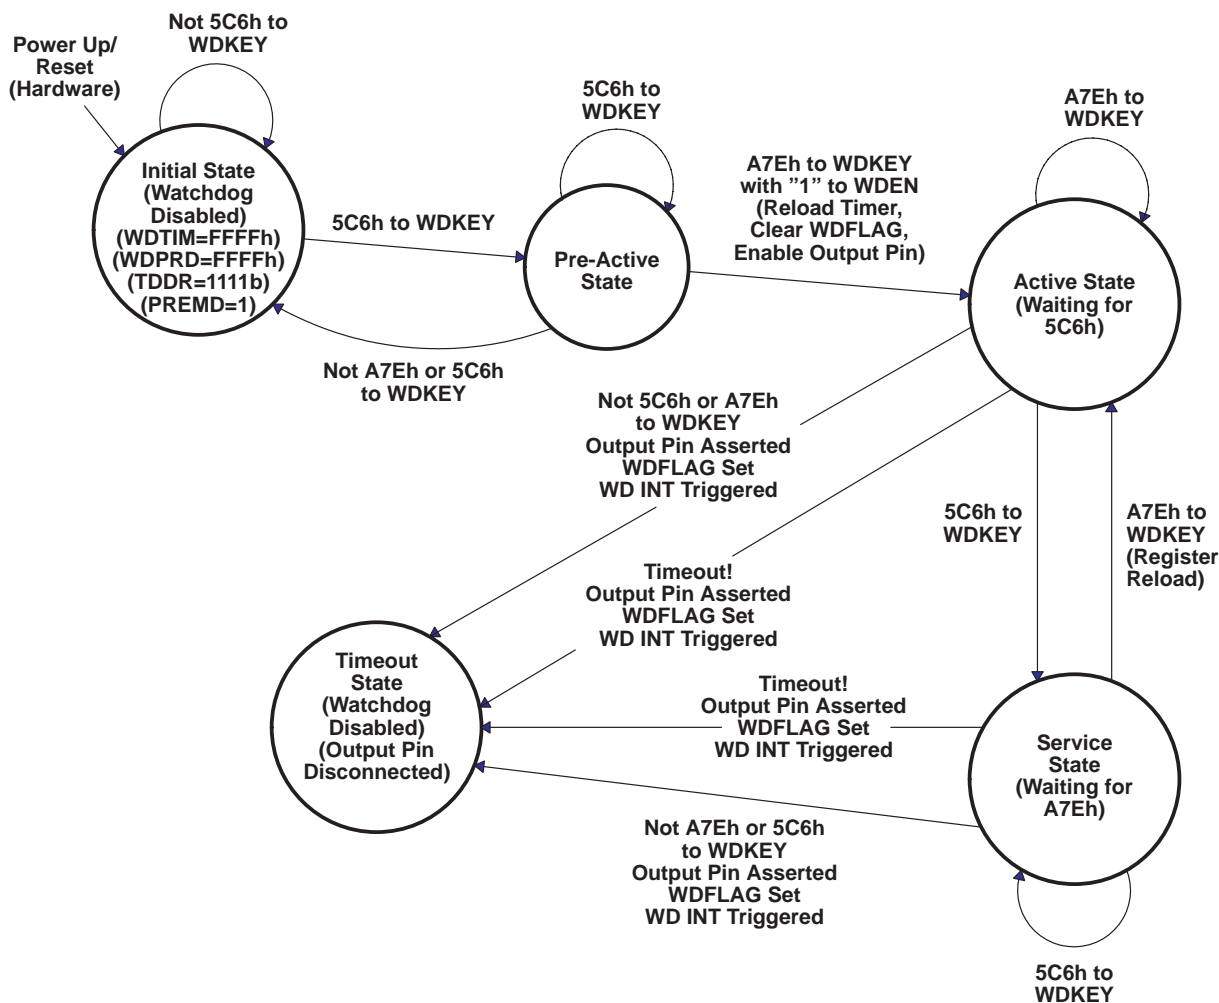 Not 5C6h to
WDKEY
Power Up/
Reset
(Hardware)
Initial State
(Watchdog
Disabled)
(WDTIM=FFFFh)
(WDPRD=FFFFh)
(TDDR=1111b)
(PREMD=1)
5C6h to WDKEY
5C6h to
WDKEY
Pre-Active
State
Not A7Eh or 5C6h
to WDKEY
A7Eh to WDKEY
with ”1” to WDEN
(Reload Timer,
Clear WDFLAG,
Enable Output Pin)
A7Eh to
WDKEY
Active State
(Waiting for
5C6h)
Not 5C6h or A7Eh
to WDKEY
Output Pin Asserted
WDFLAG Set
WD INT Triggered
5C6h to
WDKEY
A7Eh to
WDKEY
(Register
Reload)
Timeout!
Output Pin Asserted
WDFLAG Set
WD INT Triggered
Timeout
State
(Watchdog
Disabled)
(Output Pin
Disconnected)
Timeout!
Output Pin Asserted
WDFLAG Set
WD INT Triggered
Service
State
(Waiting for
A7Eh)
Not A7Eh or 5C6h
to WDKEY
Output Pin Asserted
WDFLAG Set
WD INT Triggered
5C6h to
WDKEY